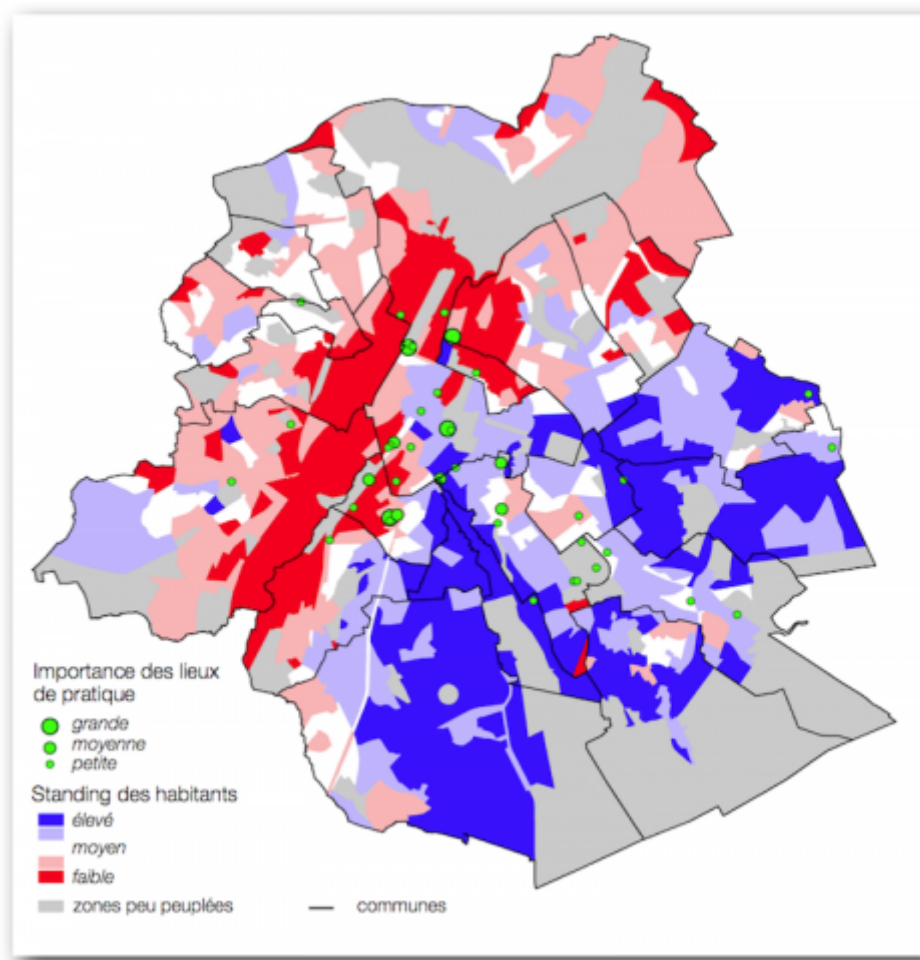 Importance des lieux
de pratique
grande
moyenne
petite
Standing des habitants
élevé
moyen
faible
zones peu peuplées
communes